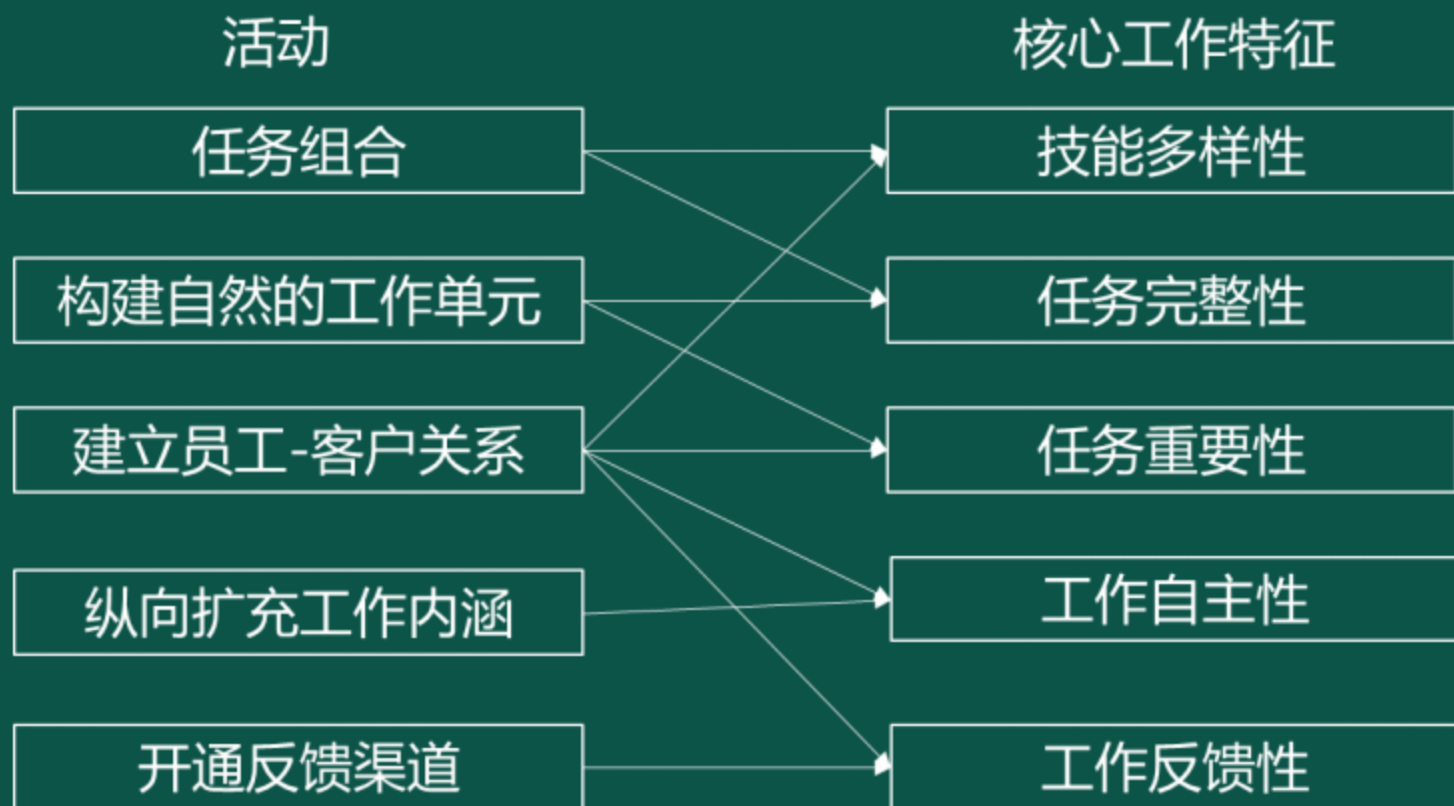 活动
核心工作特征
任务组合
技能多样性
构建自然的工作单元
任务完整性
建立员工-客户关系
任务重要性
纵向扩充工作内涵
工作自主性
开通反馈渠道
工作反馈性